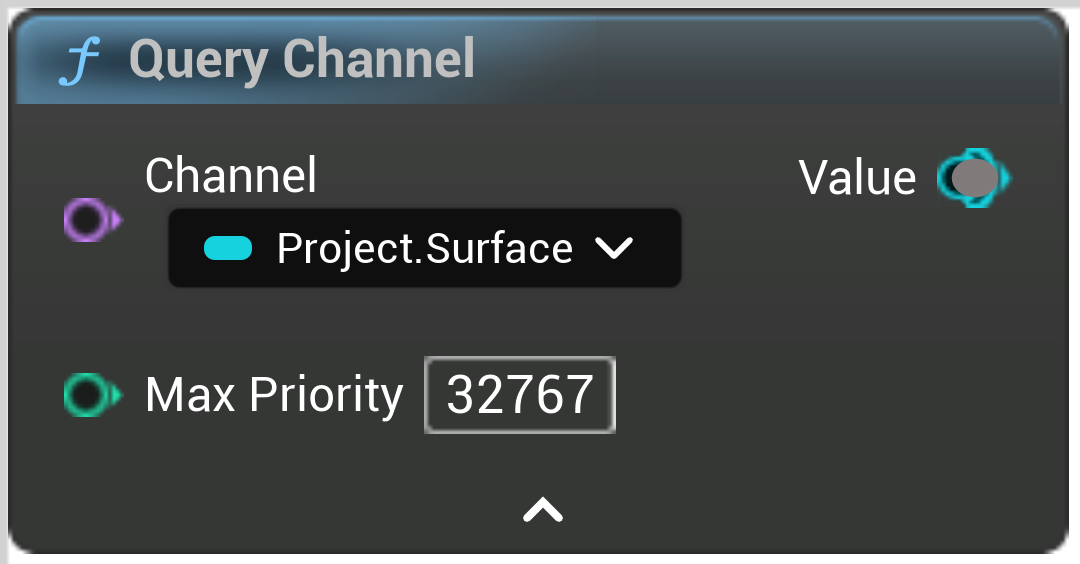 f Query Channel
Channel
Value
Project.Surface
Max Priority 32767